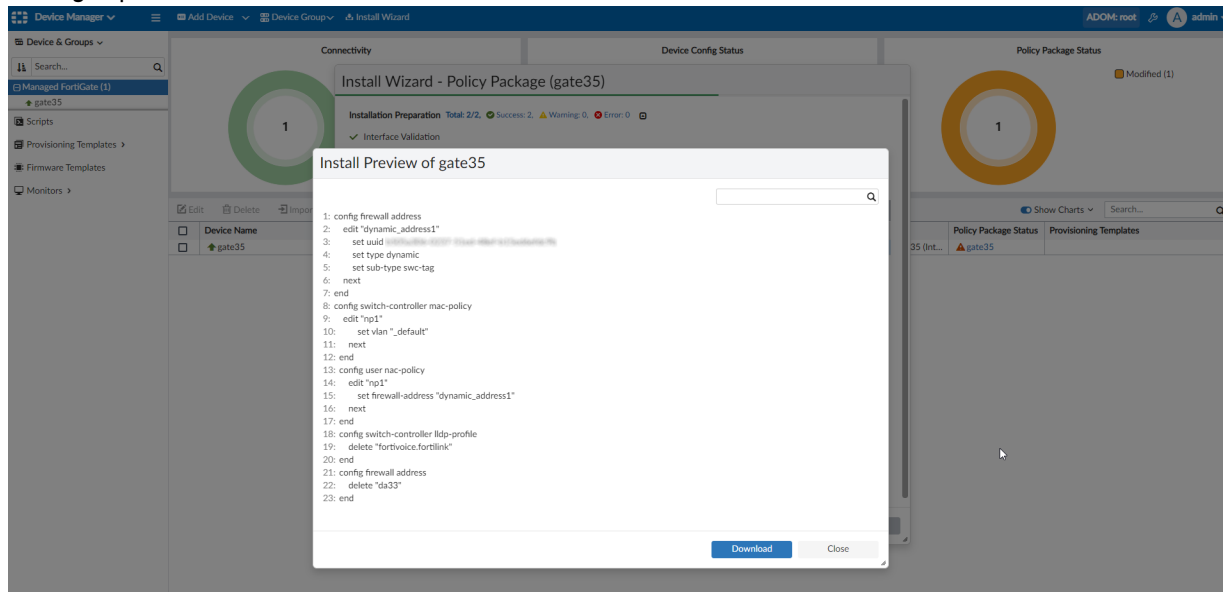 Device Manager
Add Device
Device Group
Install Wizard
ADOM: root
A
admin
Device & Groups
Search...
Managed FortiGate (1)
gate35
Scripts
Provisioning Templates
Firmware Templates
Monitors
Connectivity
Device Config Status
Policy Package Status
1
1
Modified (1)
Install Wizard - Policy Package (gate35)
Installation Preparation Total: 2/2, Success: 2, Warning: 0, Error: 0
Interface Validation
Install Preview of gate35
1: config firewall address
2: edit "dynamic_address1"
3: set uuid
4: set type dynamic
5: set sub-type swc-tag
6: next
7: end
8: config switch-controller mac-policy
9: edit "np1"
10: set vlan "_default"
11: next
12: end
13: config user nac-policy
14: edit "np1"
15: set firewall-address "dynamic_address1"
16: next
17: end
18: config switch-controller lldp-profile
19: delete "fortivoice.fortilink"
20: end
21: config firewall address
22: delete "da33"
23: end
Download
Close
Edit
Delete
Impor
Show Charts
Search...
Device Name
Policy Package Status
Provisioning Templates
gate35
35 (Int...
gate35